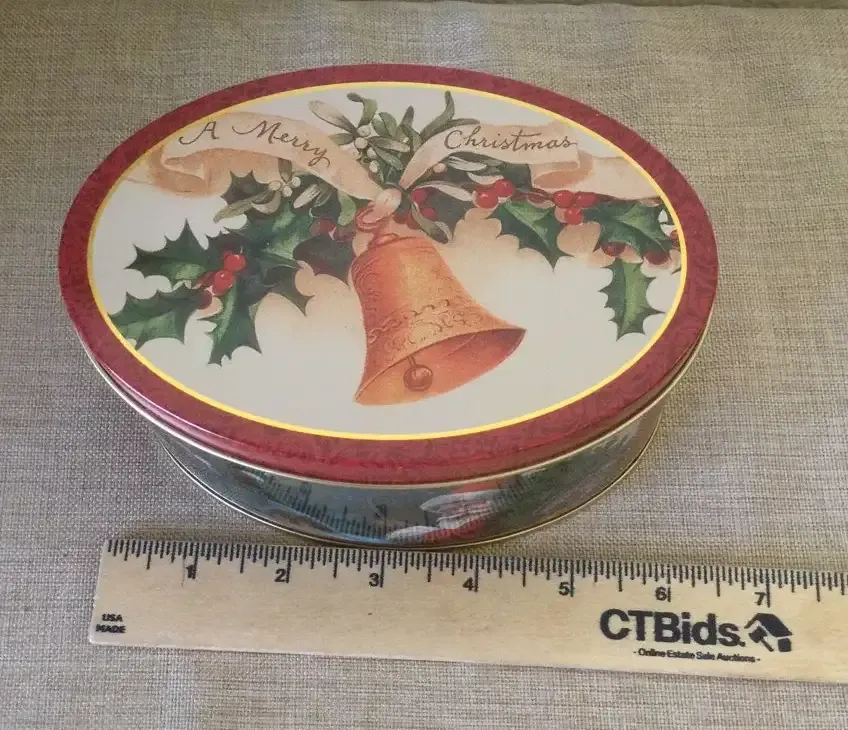 A Merry Christmas
1 2 3 4 5 6 7
USA
MADE
CTBids.
- Online Estate Sale Auctions -